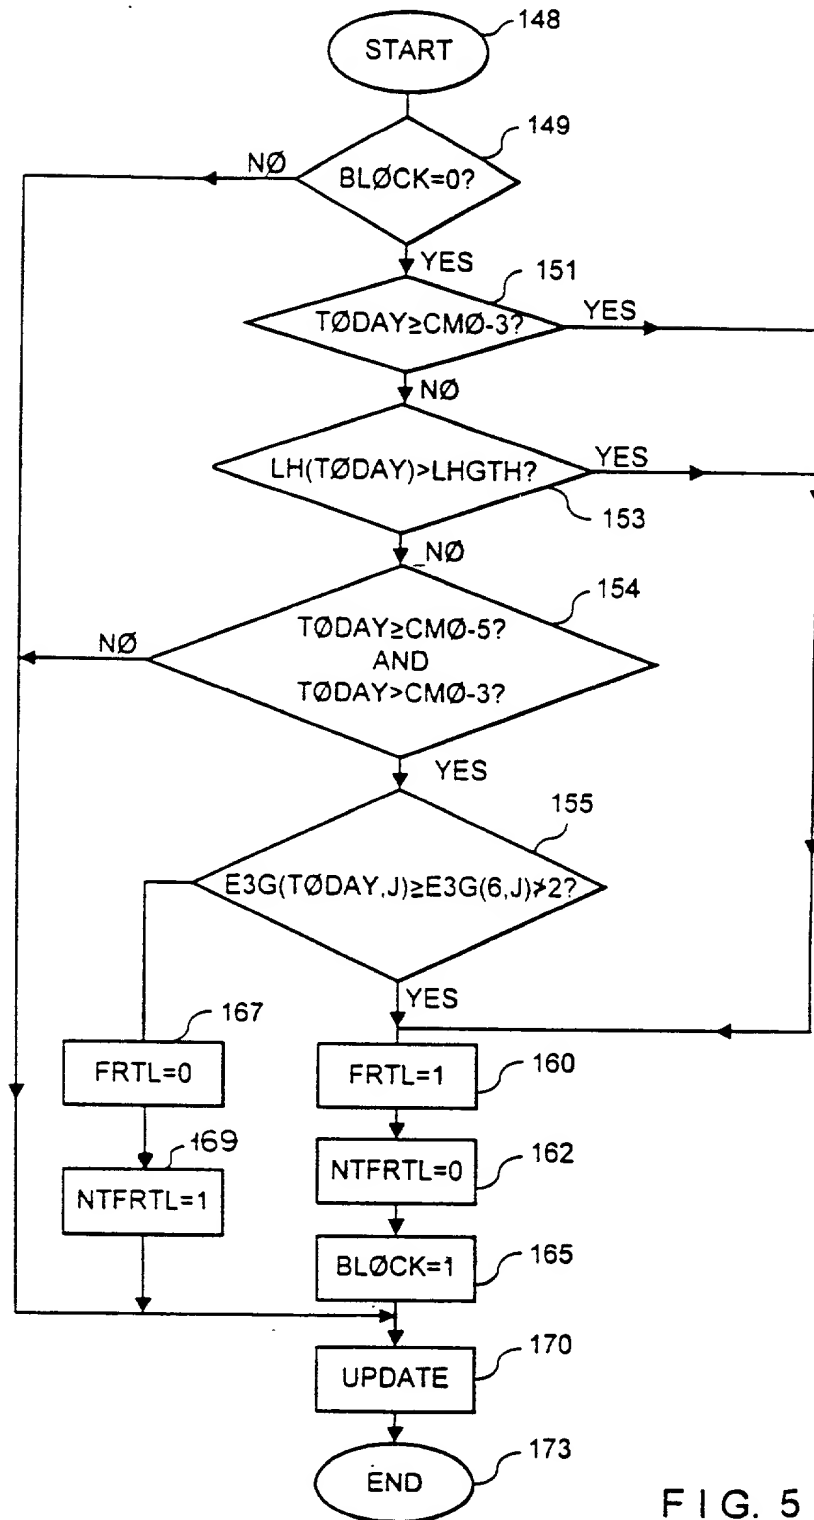 START
148
149
NØ
BLØCK=0?
YES
151
TØDAY≥CMØ-3?
YES
NØ
LH(TØDAY)>LHGTH?
YES
153
NØ
154
TØDAY≥CMØ-5?
AND
TØDAY>CMØ-3?
NØ
YES
155
E3G(TØDAY,J)≥E3G(6,J)*2?
YES
167
FRTL=0
FRTL=1
160
169
NTFRTL=1
NTFRTL=0
162
BLØCK=1
165
UPDATE
170
END
173
FIG. 5